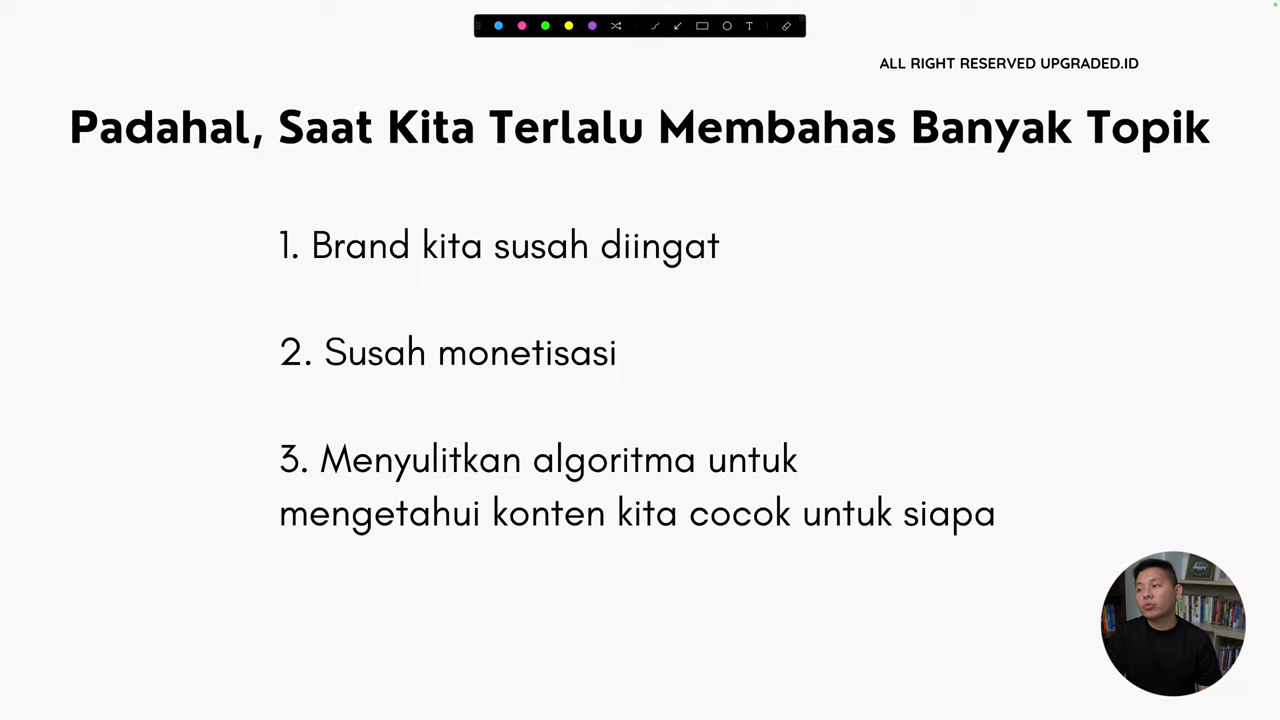 T
ALL RIGHT RESERVED UPGRADED.ID
Padahal, Saat Kita Terlalu Membahas Banyak Topik
1. Brand kita susah diingat
2. Susah monetisasi
3. Menyulitkan algoritma untuk
mengetahui konten kita cocok untuk siapa